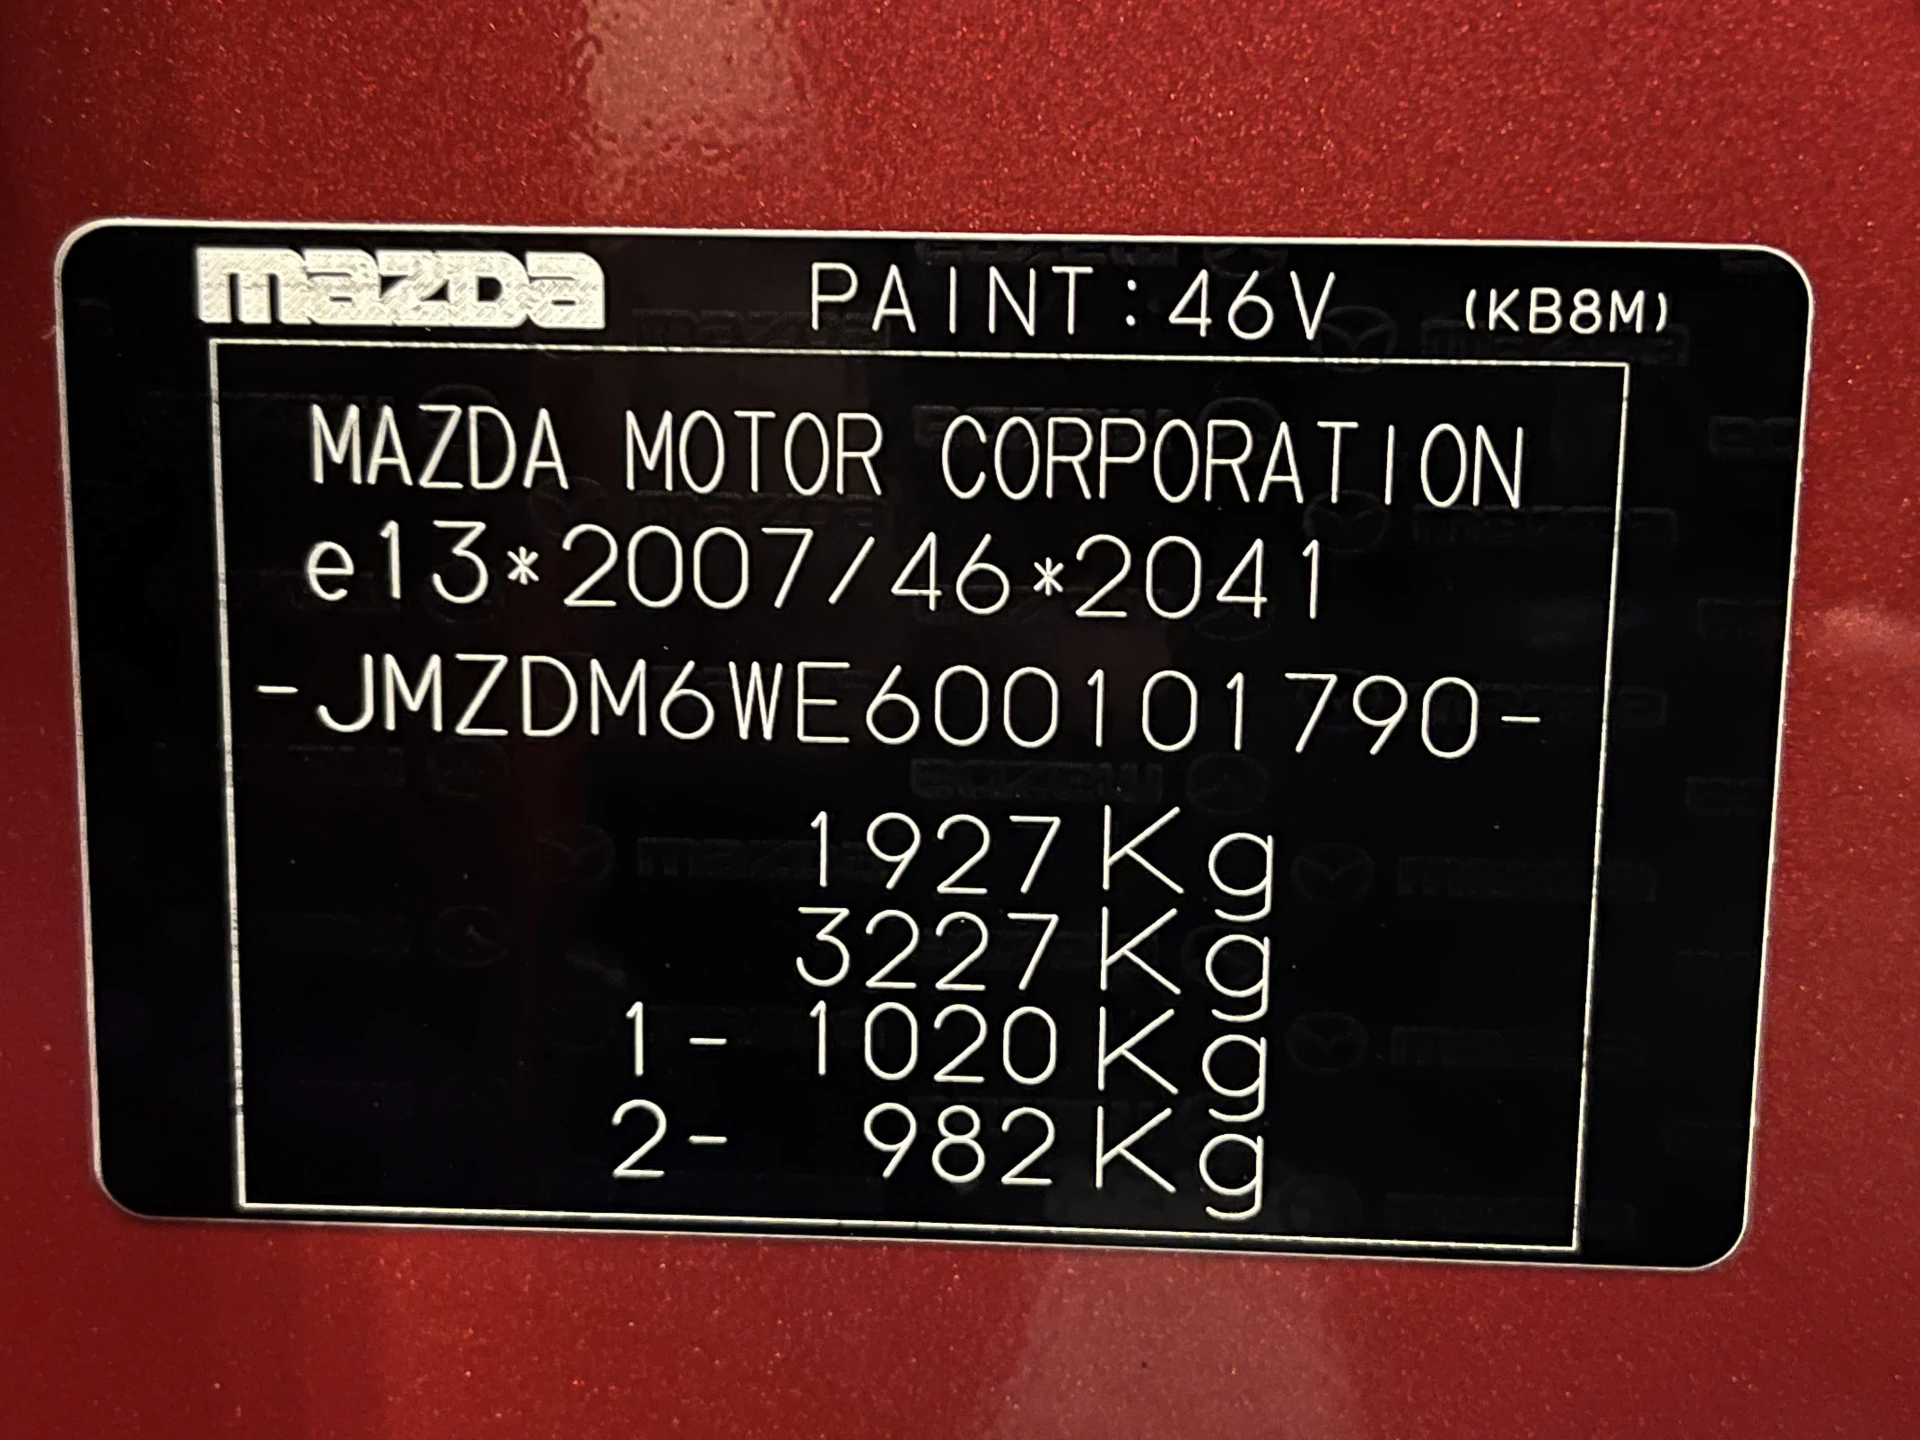 mazda PAINT:46V (KB8M)
MAZDA MOTOR CORPORATION
e13*2007/46*2041
-JMZDM6WE600101790-
1927Kg
3227Kg
1- 1020Kg
2- 982Kg